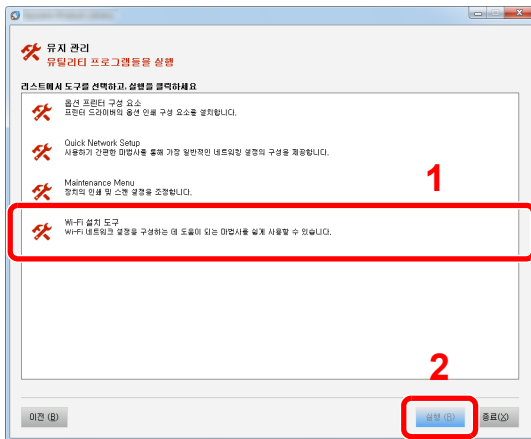 유지 관리
유틸리티 프로그램들을 실행
리스트에서 도구를 선택하고, 실행을 클릭하세요
옵션 프린터 구성 요소
프린터 드라이버의 옵션 인쇄 구성 요소를 설치합니다.
Quick Network Setup
사용하기 간편한 마법사를 통해 가장 일반적인 네트워킹 설정의 구성을 제공합니다.
1
Maintenance Menu
장치의 인쇄 및 스캔 설정을 조정합니다.
Wi-Fi 설치 도구
Wi-Fi 네트워크 설정을 구성하는 데 도움이 되는 마법사를 쉽게 사용할 수 있습니다.
2
이전 (B)
실행 (R)
종료(X)